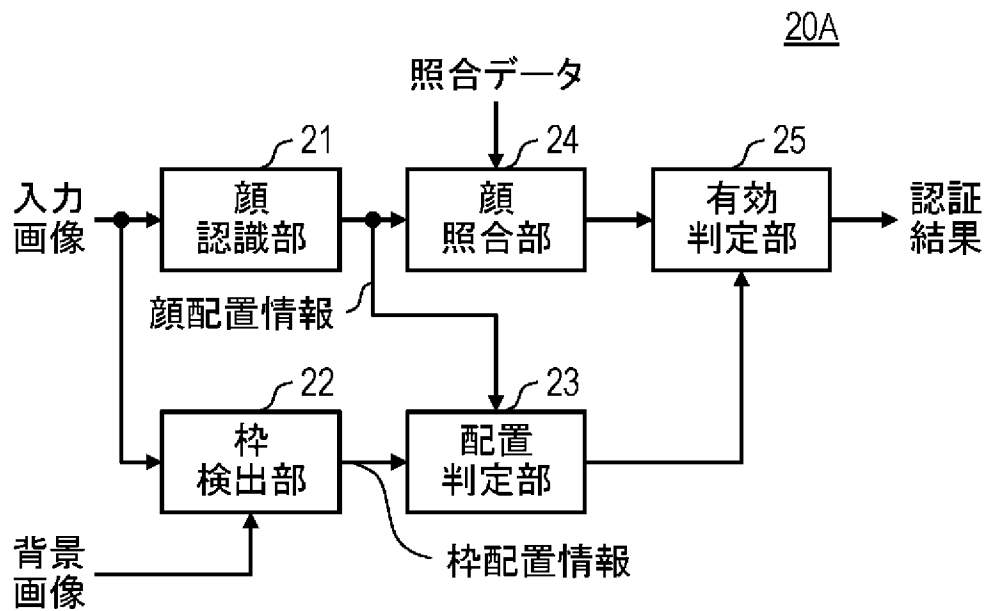 20A
照合データ
21
24
25
入力
画像
顔
認識部
顔
照合部
有効
判定部
認証
結果
顔配置情報
22
23
枠
検出部
配置
判定部
背景
画像
枠配置情報